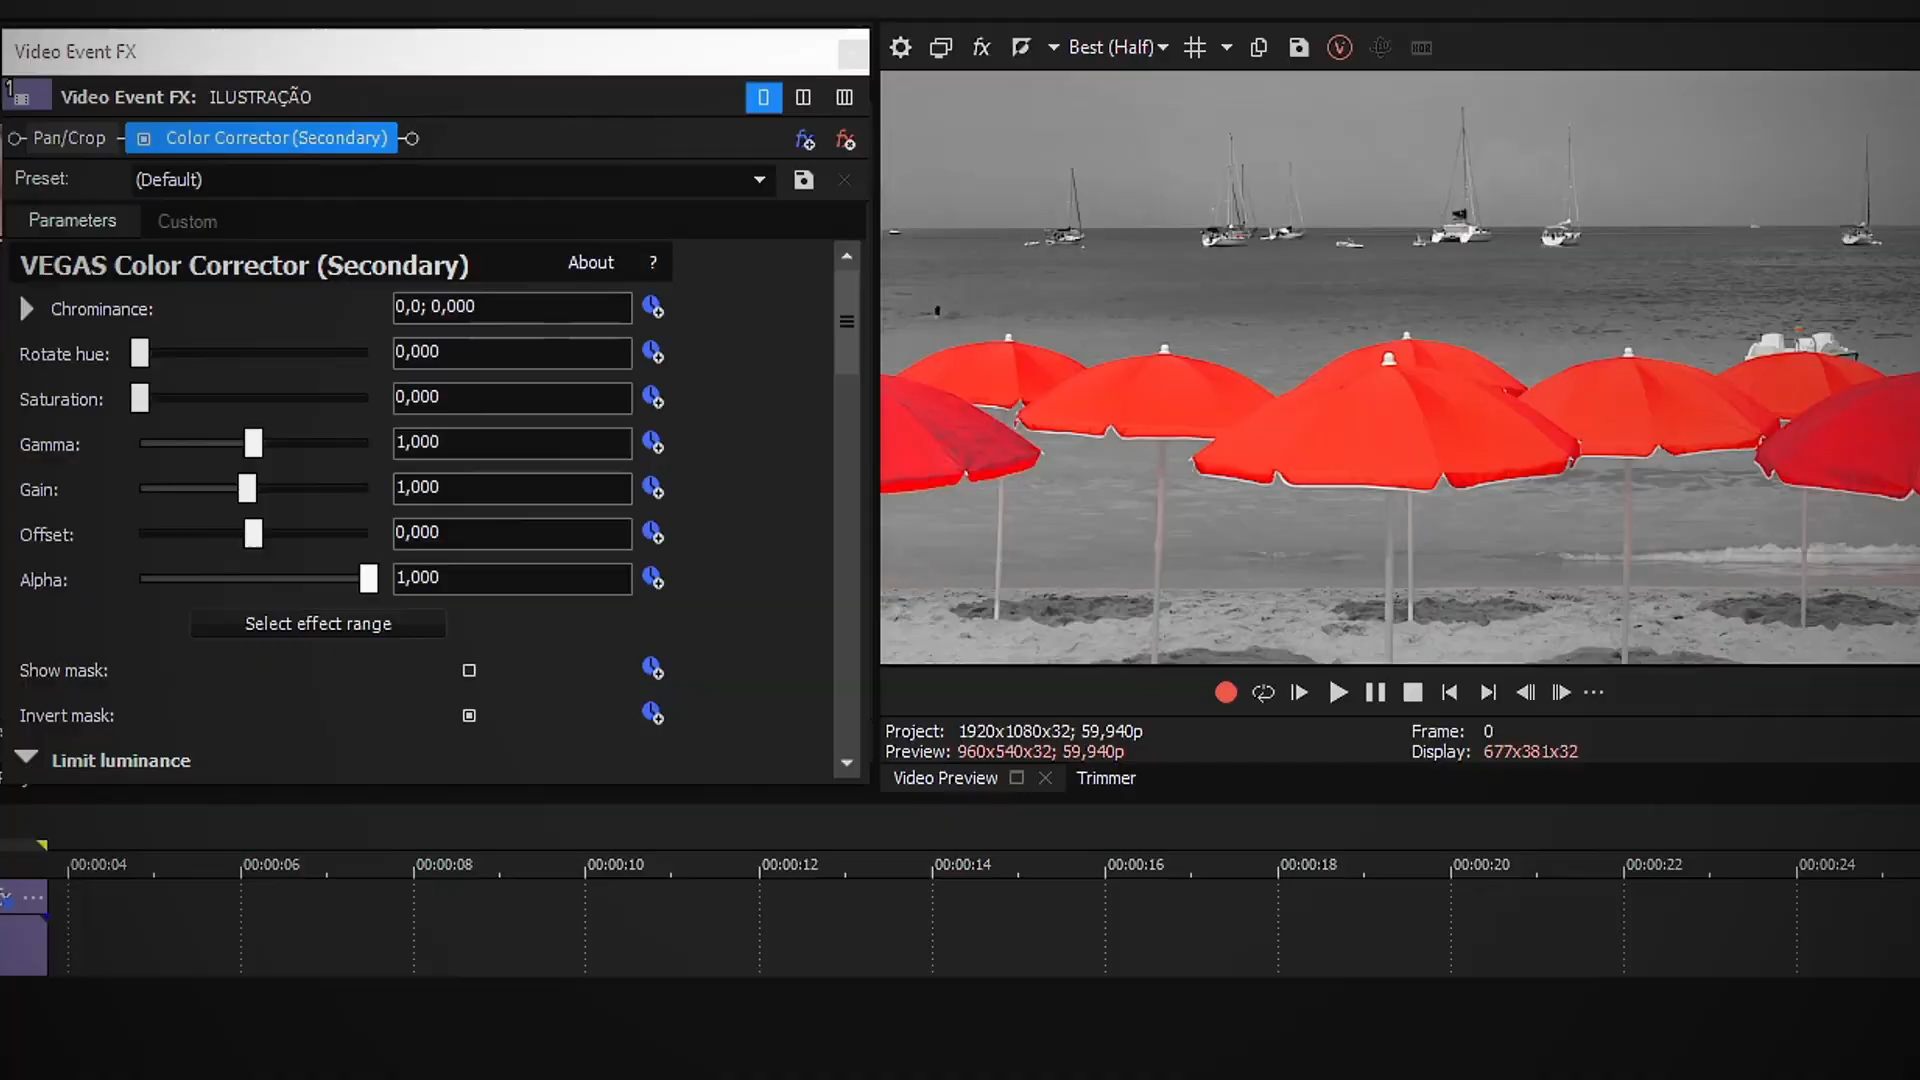 Video Event FX
1
Video Event FX: ILUSTRAÇÃO
Pan/Crop
Color Corrector (Secondary)
Preset:
(Default)
Parameters
Custom
VEGAS Color Corrector (Secondary)
About
?
Chrominance:
0,0; 0,000
Rotate hue:
0,000
Saturation:
0,000
Gamma:
1,000
Gain:
1,000
Offset:
0,000
Alpha:
1,000
Select effect range
Show mask:
Invert mask:
Limit luminance
fx
Best (Half)
Project: 1920x1080x32; 59,940p
Preview: 960x540x32; 59,940p
Frame: 0
Display: 677x381x32
Video Preview
Trimmer
00:00:04
00:00:06
00:00:08
00:00:10
00:00:12
00:00:14
00:00:16
00:00:18
00:00:20
00:00:22
00:00:24